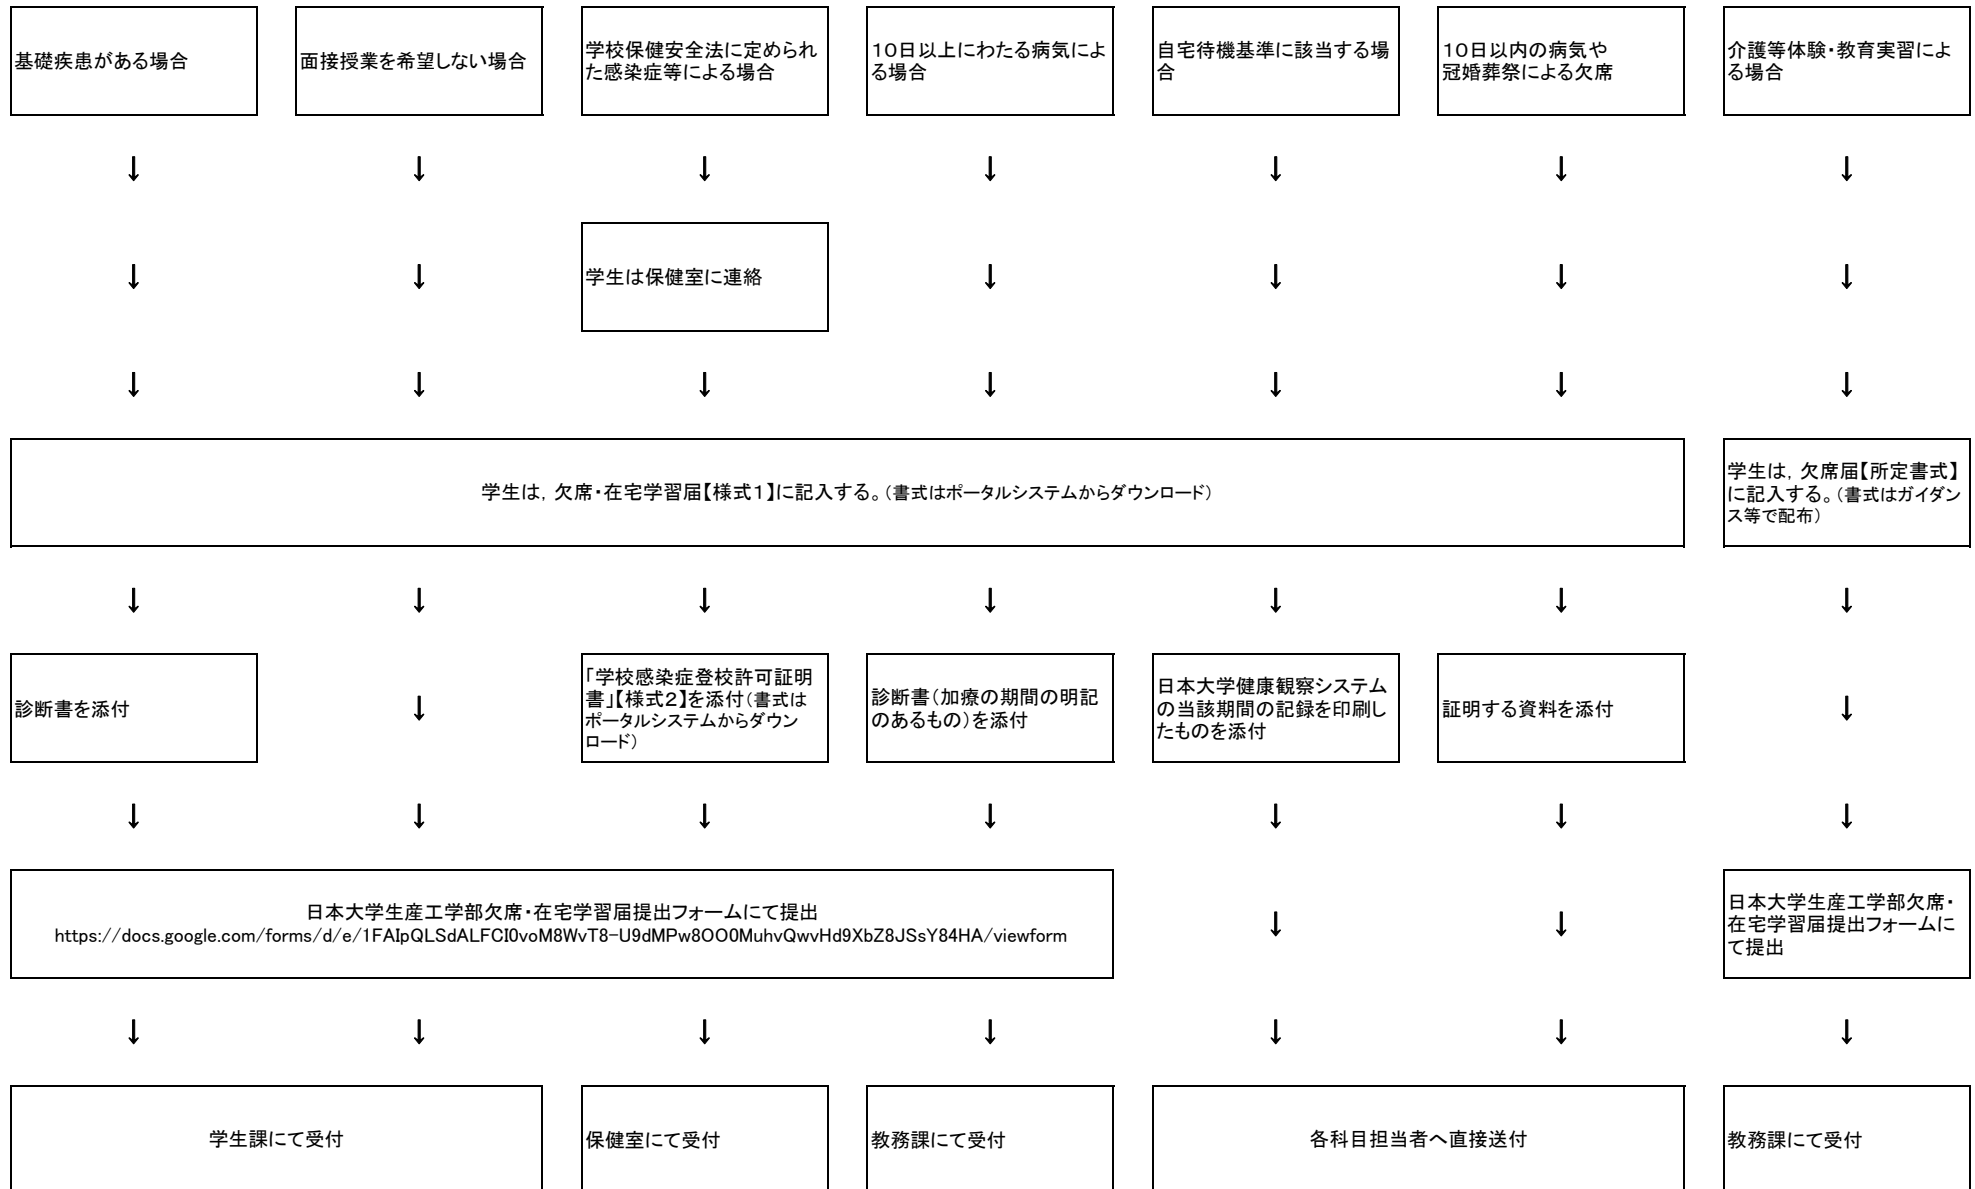 基礎疾患がある場合
面接授業を希望しない場合
学校保健安全法に定められ
た感染症等による場合
10日以上にわたる病気によ
る場合
自宅待機基準に該当する場
合
10日以内の病気や
冠婚葬祭による欠席
介護等体験・教育実習によ
る場合
↓ ↓ ↓ ↓ ↓ ↓ ↓
↓ ↓
学生は保健室に連絡
↓ ↓ ↓ ↓
↓ ↓ ↓ ↓ ↓ ↓ ↓
学生は,欠席・在宅学習届【様式1】に記入する。(書式はポータルシステムからダウンロード)
学生は,欠席届【所定書式】
に記入する。(書式はガイダン
ス等で配布)
↓ ↓ ↓ ↓ ↓ ↓ ↓
診断書を添付
↓
「学校感染症登校許可証明
書」【様式2】を添付(書式は
ポータルシステムからダウン
ロード)
診断書(加療の期間の明記
のあるもの)を添付
日本大学健康観察システム
の当該期間の記録を印刷し
たものを添付
証明する資料を添付
↓
↓ ↓ ↓ ↓ ↓ ↓ ↓
日本大学生産工学部欠席・在宅学習届提出フォームにて提出
https://docs.google.com/forms/d/e/1FAIpQLSdALFCI0voM8WvT8-U9dMPw8OO0MuhvQwvHd9XbZ8JSsY84HA/viewform
↓ ↓
日本大学生産工学部欠席・
在宅学習届提出フォームに
て提出
↓ ↓ ↓ ↓ ↓ ↓ ↓
学生課にて受付
保健室にて受付
教務課にて受付
各科目担当者へ直接送付
教務課にて受付